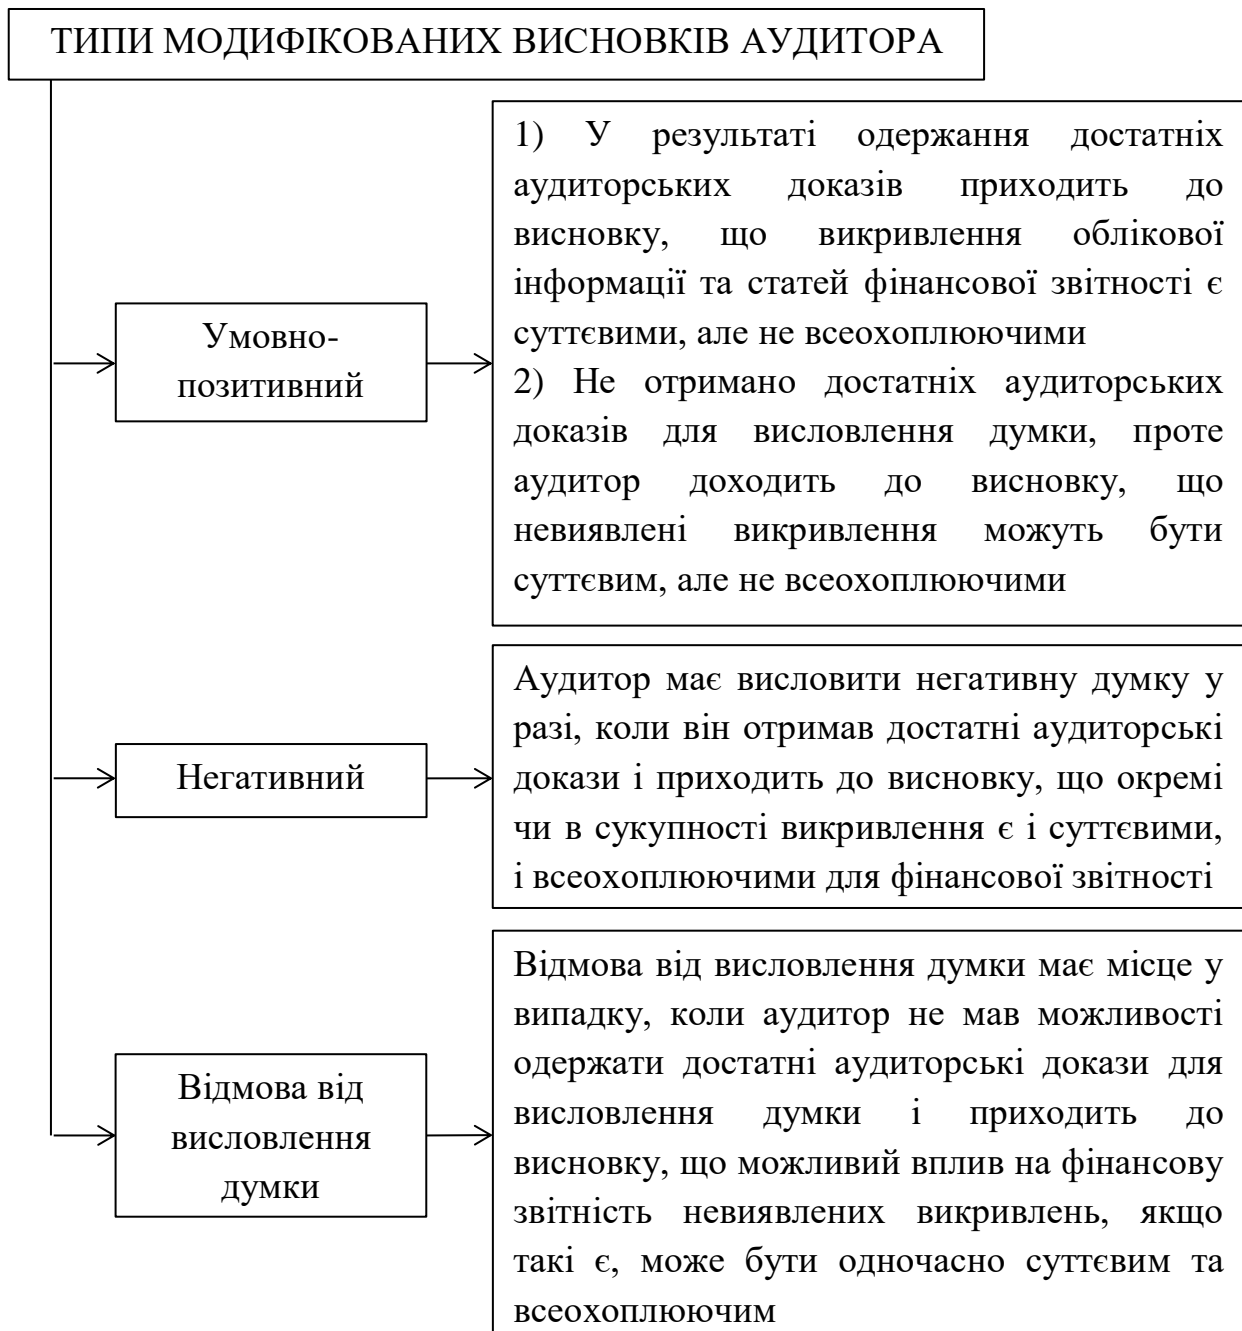 ТИПИ МОДИФІКОВАНИХ ВИСНОВКІВ АУДИТОРА
Умовно-
позитивний
1) У результаті одержання достатніх
аудиторських доказів приходить до
висновку, що викривлення облікової
інформації та статей фінансової звітності є
суттєвими, але не всеохоплюючими
2) Не отримано достатніх аудиторських
доказів для висловлення думки, проте
аудитор доходить до висновку, що
невиявлені викривлення можуть бути
суттєвим, але не всеохоплюючими
Негативний
Аудитор має висловити негативну думку у
разі, коли він отримав достатні аудиторські
докази і приходить до висновку, що окремі
чи в сукупності викривлення є і суттєвими,
і всеохоплюючими для фінансової звітності
Відмова від
висловлення
думки
Відмова від висловлення думки має місце у
випадку, коли аудитор не мав можливості
одержати достатні аудиторські докази для
висловлення думки і приходить до
висновку, що можливий вплив на фінансову
звітність невиявлених викривлень, якщо
такі є, може бути одночасно суттєвим та
всеохоплюючим